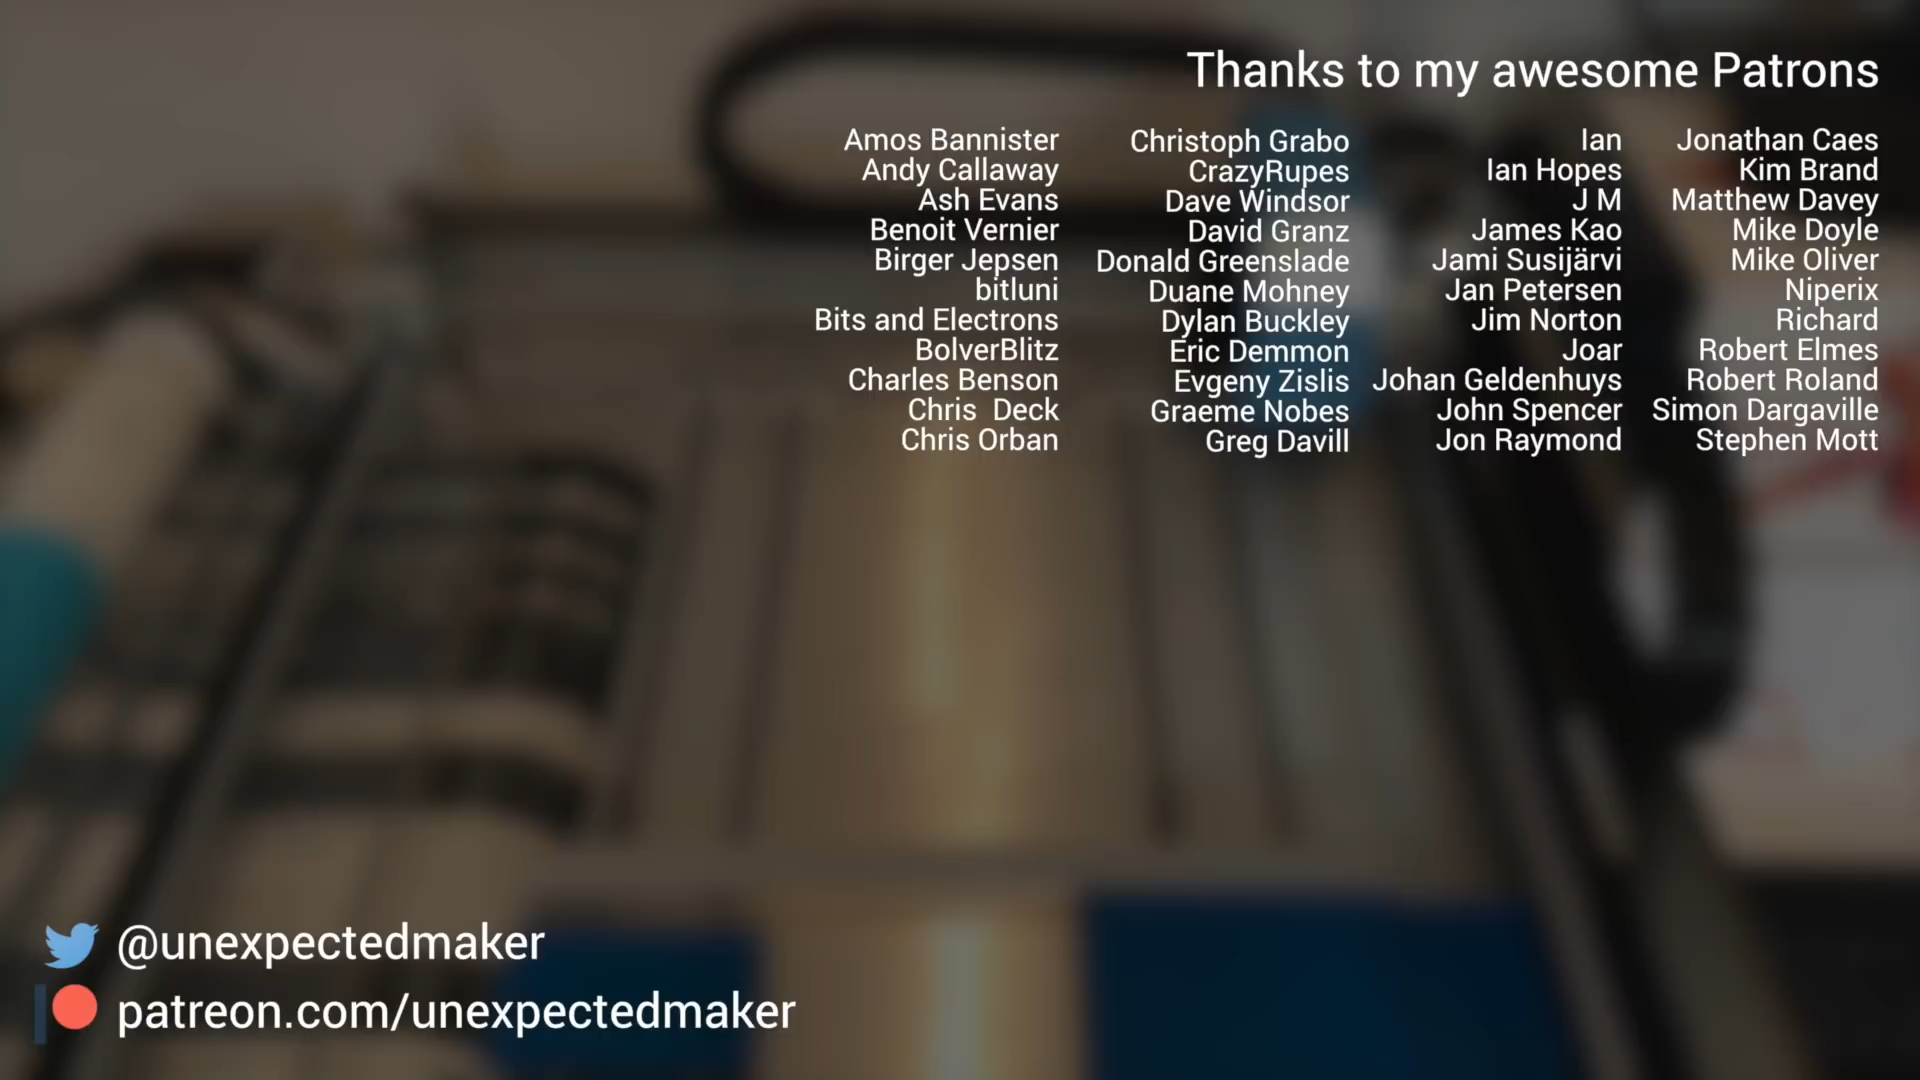 Thanks to my awesome Patrons
Amos Bannister
Andy Callaway
Ash Evans
Benoit Vernier
Birger Jepsen
bitluni
Bits and Electrons
BolverBlitz
Charles Benson
Chris  Deck
Chris Orban
Christoph Grabo
CrazyRupes
Dave Windsor
David Granz
Donald Greenslade
Duane Mohney
Dylan Buckley
Eric Demmon
Evgeny Zislis
Graeme Nobes
Greg Davill
Ian
Ian Hopes
J M
James Kao
Jami Susijärvi
Jan Petersen
Jim Norton
Joar
Johan Geldenhuys
John Spencer
Jon Raymond
Jonathan Caes
Kim Brand
Matthew Davey
Mike Doyle
Mike Oliver
Niperix
Richard
Robert Elmes
Robert Roland
Simon Dargaville
Stephen Mott
@unexpectedmaker
patreon.com/unexpectedmaker